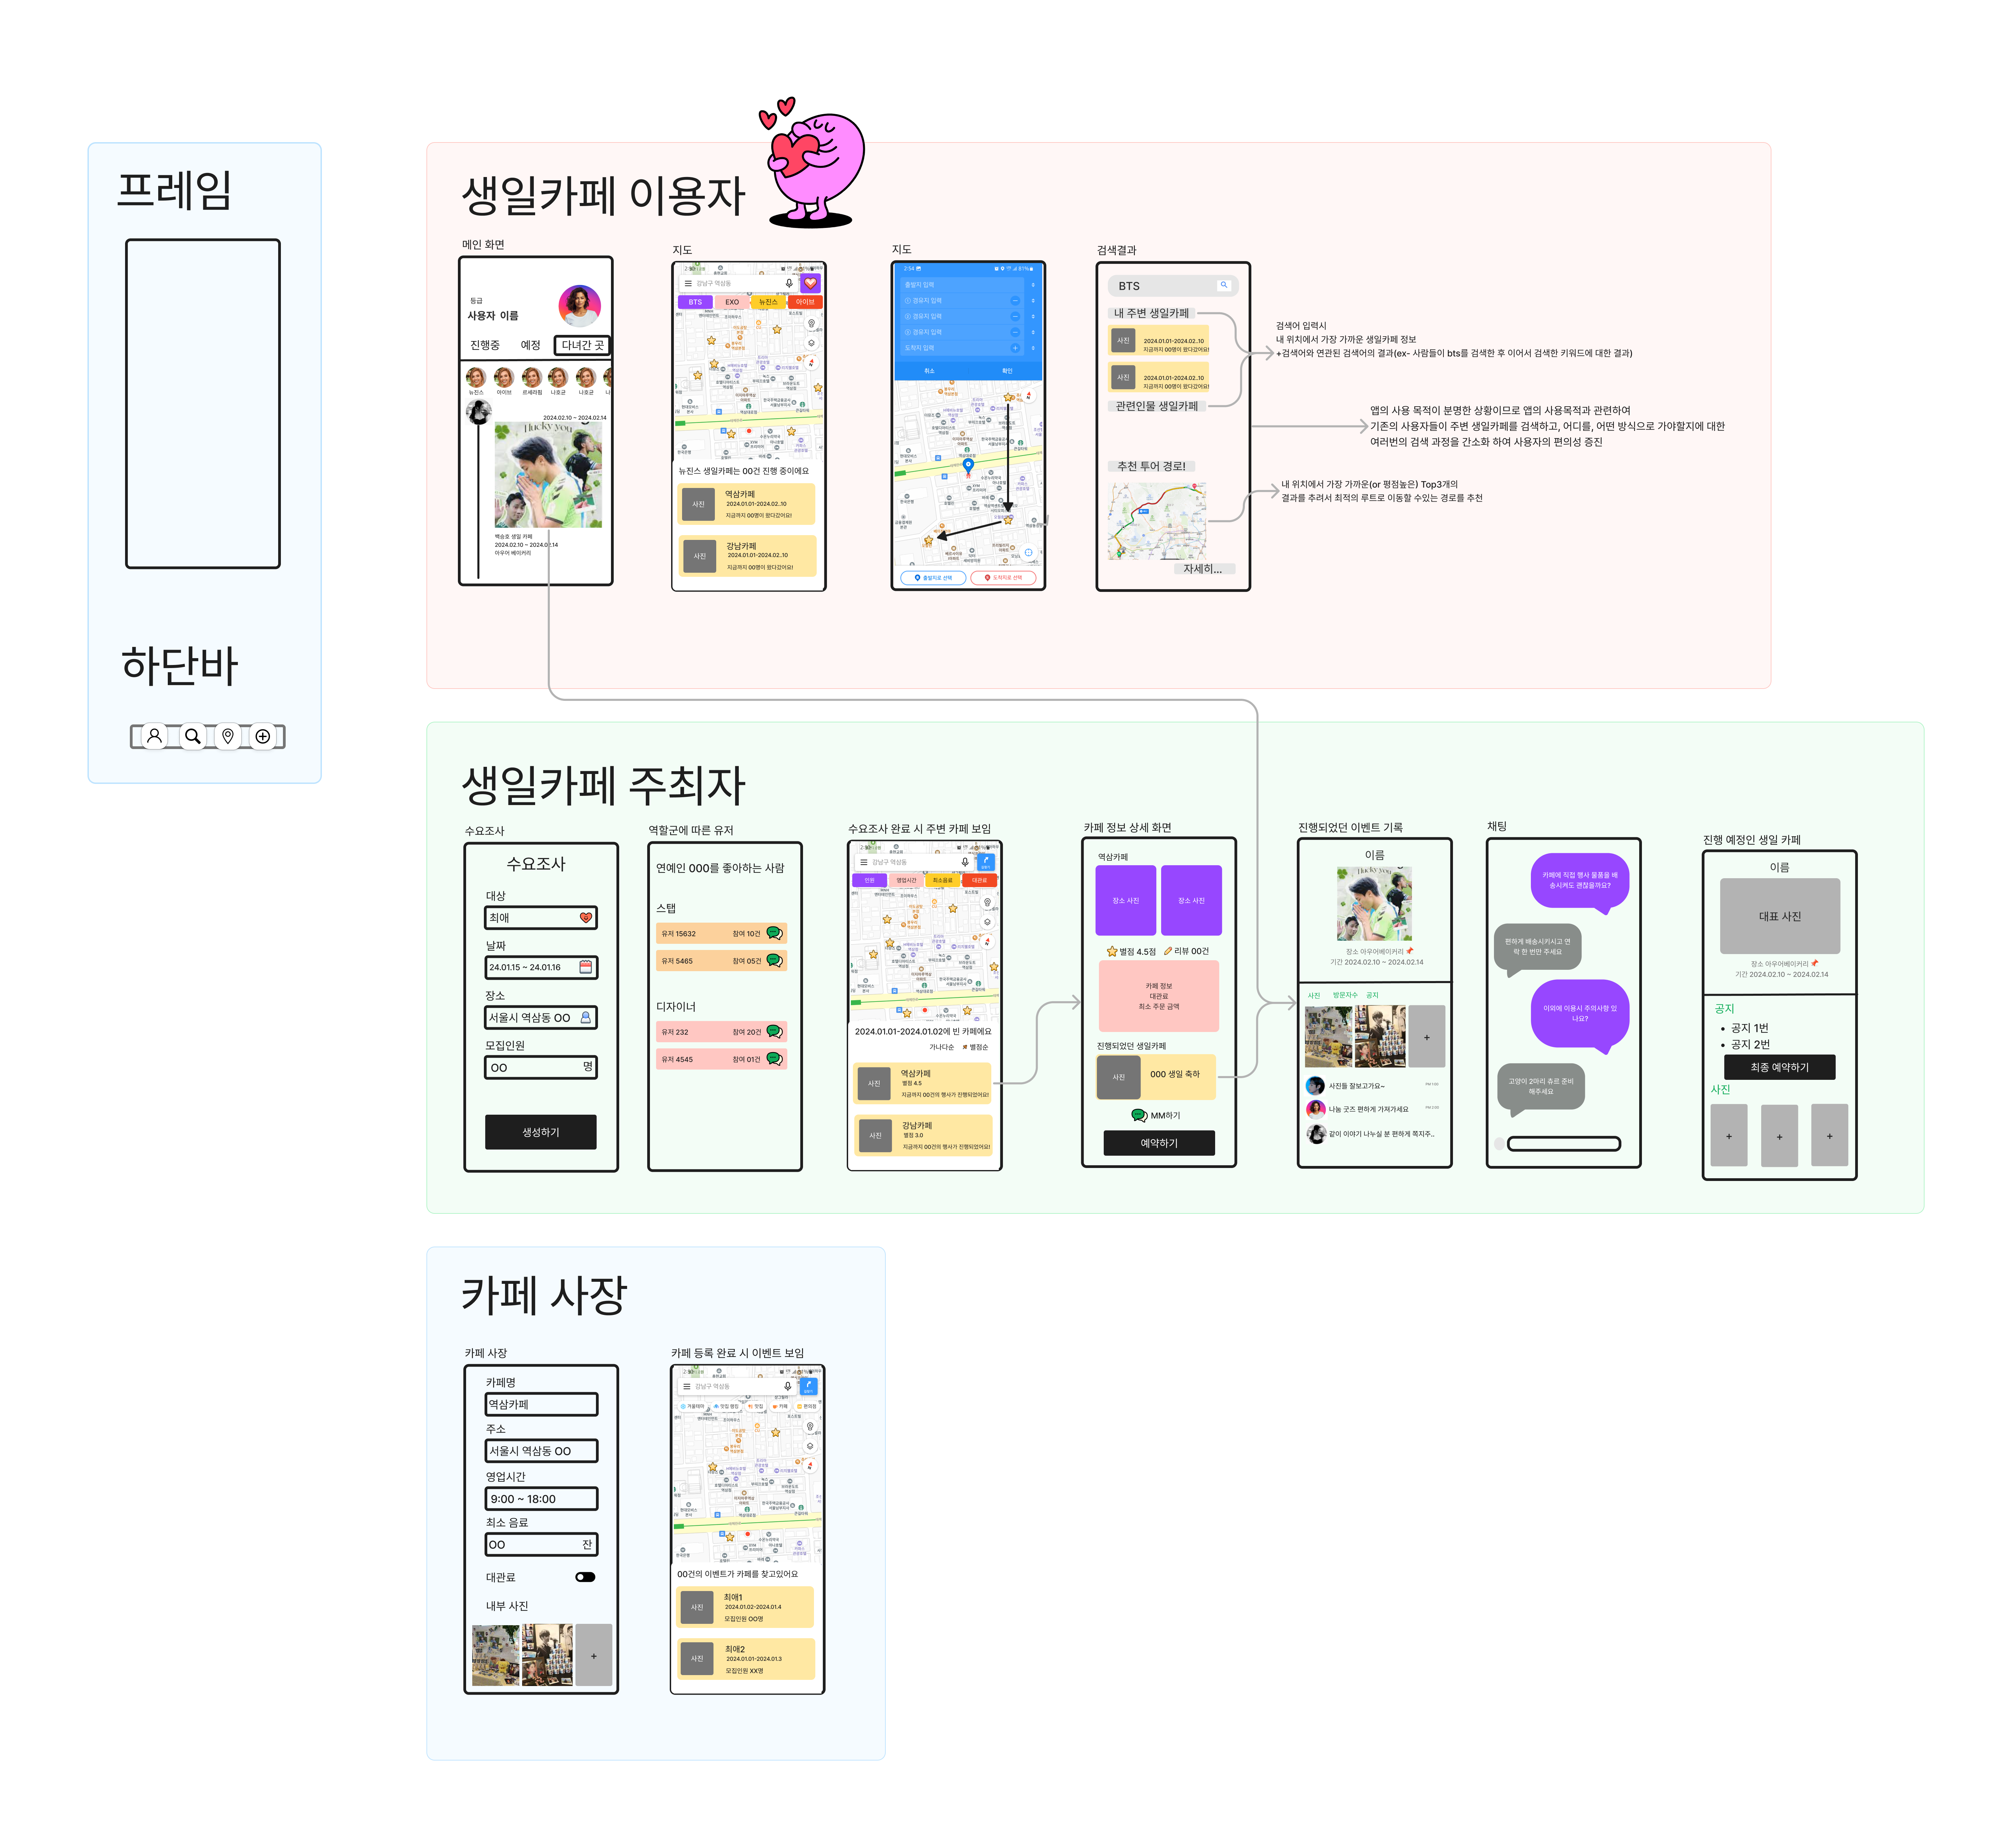 프레임
하단바
생일카페 이용자
메인 화면
등급
사용자 이름
진행중 예정 다녀간 곳
뉴진스 아이브 르세라핌 나호균 나호균
2024.02.10 ~ 2024.02.14
lucky you
백승호 생일 카페
2024.02.10 ~ 2024.02.14
아우어 베이커리
지도
강남구 역삼동
BTS EXO 뉴진스 아이브
뉴진스 생일카페는 00건 진행 중이에요
사진
역삼카페
2024.01.01-2024.02..10
지금까지 00명이 왔다갔어요!
사진
강남카페
2024.01.01-2024.02..10
지금까지 00명이 왔다갔어요!
지도
2:54
출발지 입력
① 경유지 입력
② 경유지 입력
③ 경유지 입력
도착지 입력
취소 확인
출발지로 선택 도착지로 선택
검색결과
BTS
내 주변 생일카페
사진
2024.01.01-2024.02..10
지금까지 00명이 왔다갔어요!
사진
2024.01.01-2024.02..10
지금까지 00명이 왔다갔어요!
관련인물 생일카페
추천 투어 경로!
자세히...
검색어 입력시
내 위치에서 가장 가까운 생일카페 정보
+검색어와 연관된 검색어의 결과(ex- 사람들이 bts를 검색한 후 이어서 검색한 키워드에 대한 결과)
앱의 사용 목적이 분명한 상황이므로 앱의 사용목적과 관련하여
기존의 사용자들이 주변 생일카페를 검색하고, 어디를, 어떤 방식으로 가야할지에 대한
여러번의 검색 과정을 간소화 하여 사용자의 편의성 증진
내 위치에서 가장 가까운(or 평점높은) Top3개의
결과를 추려서 최적의 루트로 이동할 수있는 경로를 추천
생일카페 주최자
수요조사
수요조사
대상
최애
날짜
24.01.15 ~ 24.01.16
장소
서울시 역삼동 OO
모집인원
OO 명
생성하기
역할군에 따른 유저
연예인 000를 좋아하는 사람
스탭
유저 15632 참여 10건
유저 5465 참여 05건
디자이너
유저 232 참여 20건
유저 4545 참여 01건
수요조사 완료 시 주변 카페 보임
강남구 역삼동
인원 영업시간 최소음료 대관료
2024.01.01-2024.01.02에 빈 카페에요
가나다순 별점순
사진
역삼카페
별점 4.5
지금까지 00건의 행사가 진행되었어요!
사진
강남카페
별점 3.0
지금까지 00건의 행사가 진행되었어요!
카페 정보 상세 화면
역삼카페
장소 사진 장소 사진
별점 4.5점 리뷰 00건
카페 정보
대관료
최소 주문 금액
진행되었던 생일카페
사진 000 생일 축하
MM하기
예약하기
진행되었던 이벤트 기록
이름
lucky you
장소 아우어베이커리
기간 2024.02.10 ~ 2024.02.14
사진 방문자수 공지
+
사진들 잘보고가요~
나눔 굿즈 편하게 가져가세요
같이 이야기 나누실 분 편하게 쪽지주..
채팅
카페에 직접 행사 물품을 배
송시켜도 괜찮을까요?
편하게 배송시키시고 연
락 한 번만 주세요
이외에 이용시 주의사항 있
나요?
고양이 2마리 츄르 준비
해주세요
진행 예정인 생일 카페
이름
대표 사진
장소 아우어베이커리
기간 2024.02.10 ~ 2024.02.14
공지
• 공지 1번
• 공지 2번
최종 예약하기
사진
+ + +
카페 사장
카페 사장
카페명
역삼카페
주소
서울시 역삼동 OO
영업시간
9:00 ~ 18:00
최소 음료
OO 잔
대관료
내부 사진
+
카페 등록 완료 시 이벤트 보임
강남구 역삼동
겨울테마 맛집 랭킹 맛집 카페 편의점
00건의 이벤트가 카페를 찾고있어요
사진
최애1
2024.01.02-2024.01.4
모집인원 OO명
사진
최애2
2024.01.01-2024.01.3
모집인원 XX명